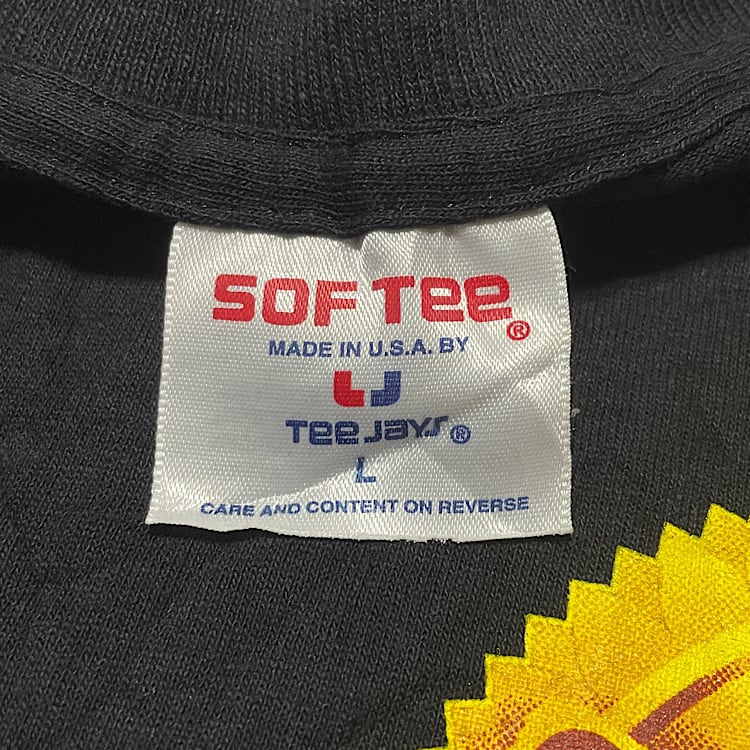 SOF TEE®
MADE IN U.S.A. BY
TEE JAYS®
L
CARE AND CONTENT ON REVERSE